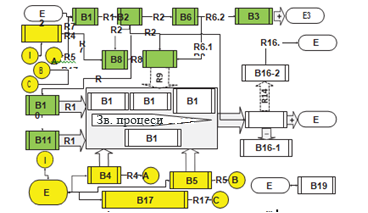 E
2
B1
B2
R2
B6
R6.2
B3
E3
R7
R4
R2
R2
R6.1
R16.
E
I
A
R5
B
B8
R8
R9
B16-2
C
R
R14
B1
R1
B1
B1
B1
Зв. процеси
E
B11
R1
B1
I
B16-1
B4
R4
A
B5
R5
B
E
B17
R17
C
E
B19